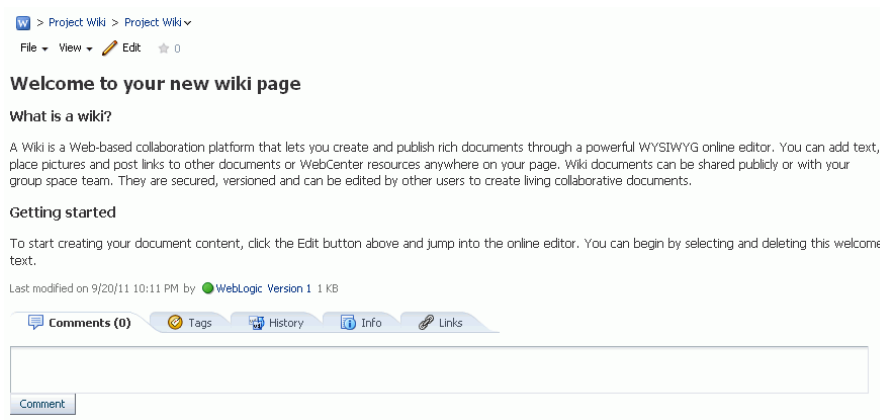 W > Project Wiki > Project Wiki
File View Edit 0
Welcome to your new wiki page
What is a wiki?
A Wiki is a Web-based collaboration platform that lets you create and publish rich documents through a powerful WYSIWYG online editor. You can add text,
place pictures and post links to other documents or WebCenter resources anywhere on your page. Wiki documents can be shared publicly or with your
group space team. They are secured, versioned and can be edited by other users to create living collaborative documents.
Getting started
To start creating your document content, click the Edit button above and jump into the online editor. You can begin by selecting and deleting this welcome
text.
Last modified on 9/20/11 10:11 PM by WebLogic Version 1 1 KB
Comments (0) Tags History Info Links
Comment